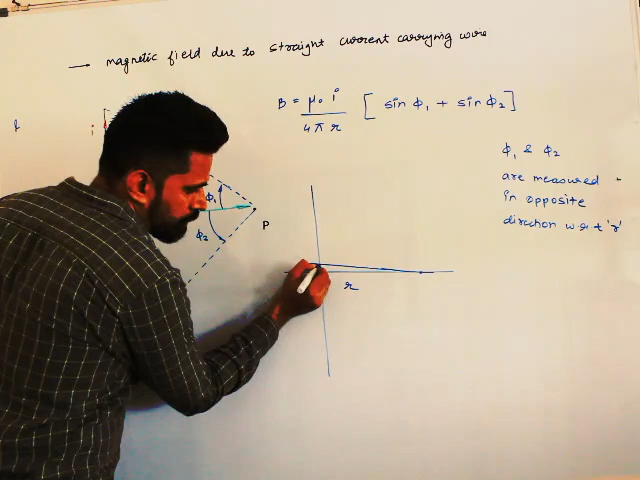 → magnetic field due to straight current carrying wire
B = μ₀ i / 4 π r [ sin ϕ₁ + sin ϕ₂ ]
i
ϕ₁ & ϕ₂
are measured
in opposite
direction w.r.t 'r'
ϕ₁
P
ϕ₂
r